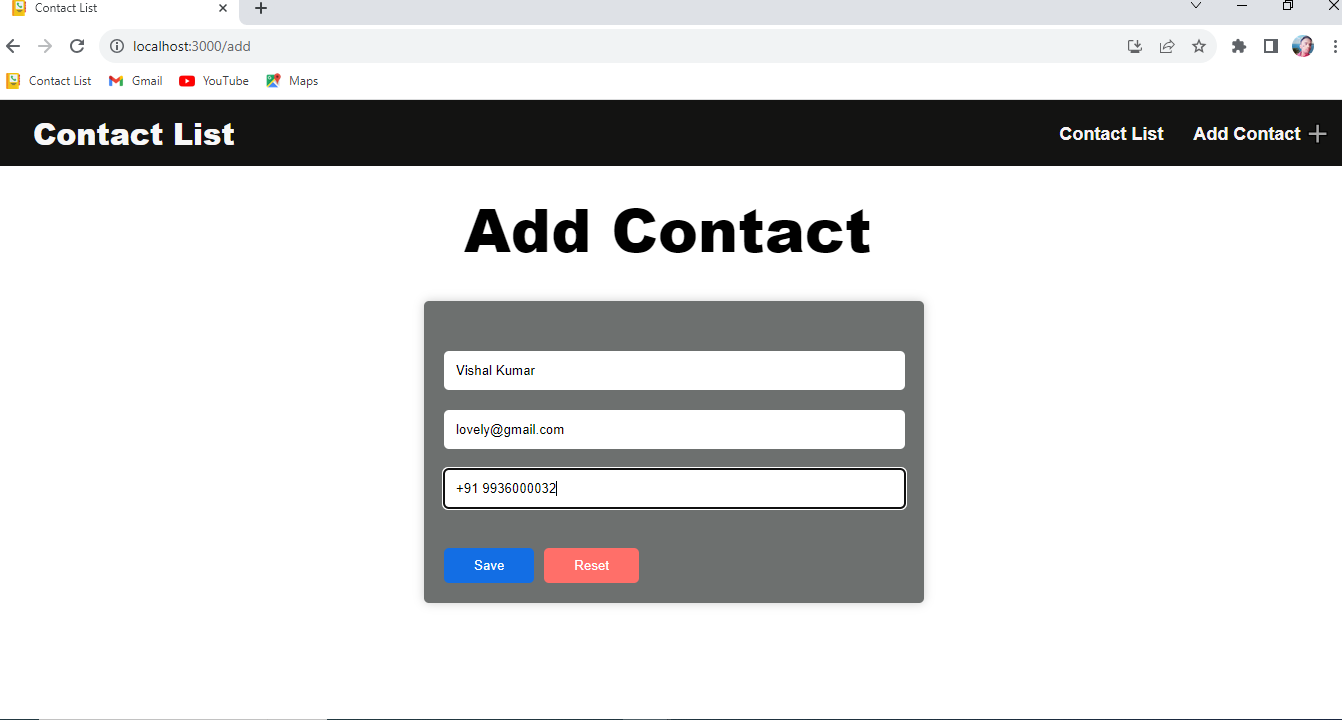 Contact List
localhost:3000/add
Contact List Gmail YouTube Maps
Contact List Contact List Add Contact
Add Contact
Vishal Kumar
lovely@gmail.com
+91 9936000032
Save Reset